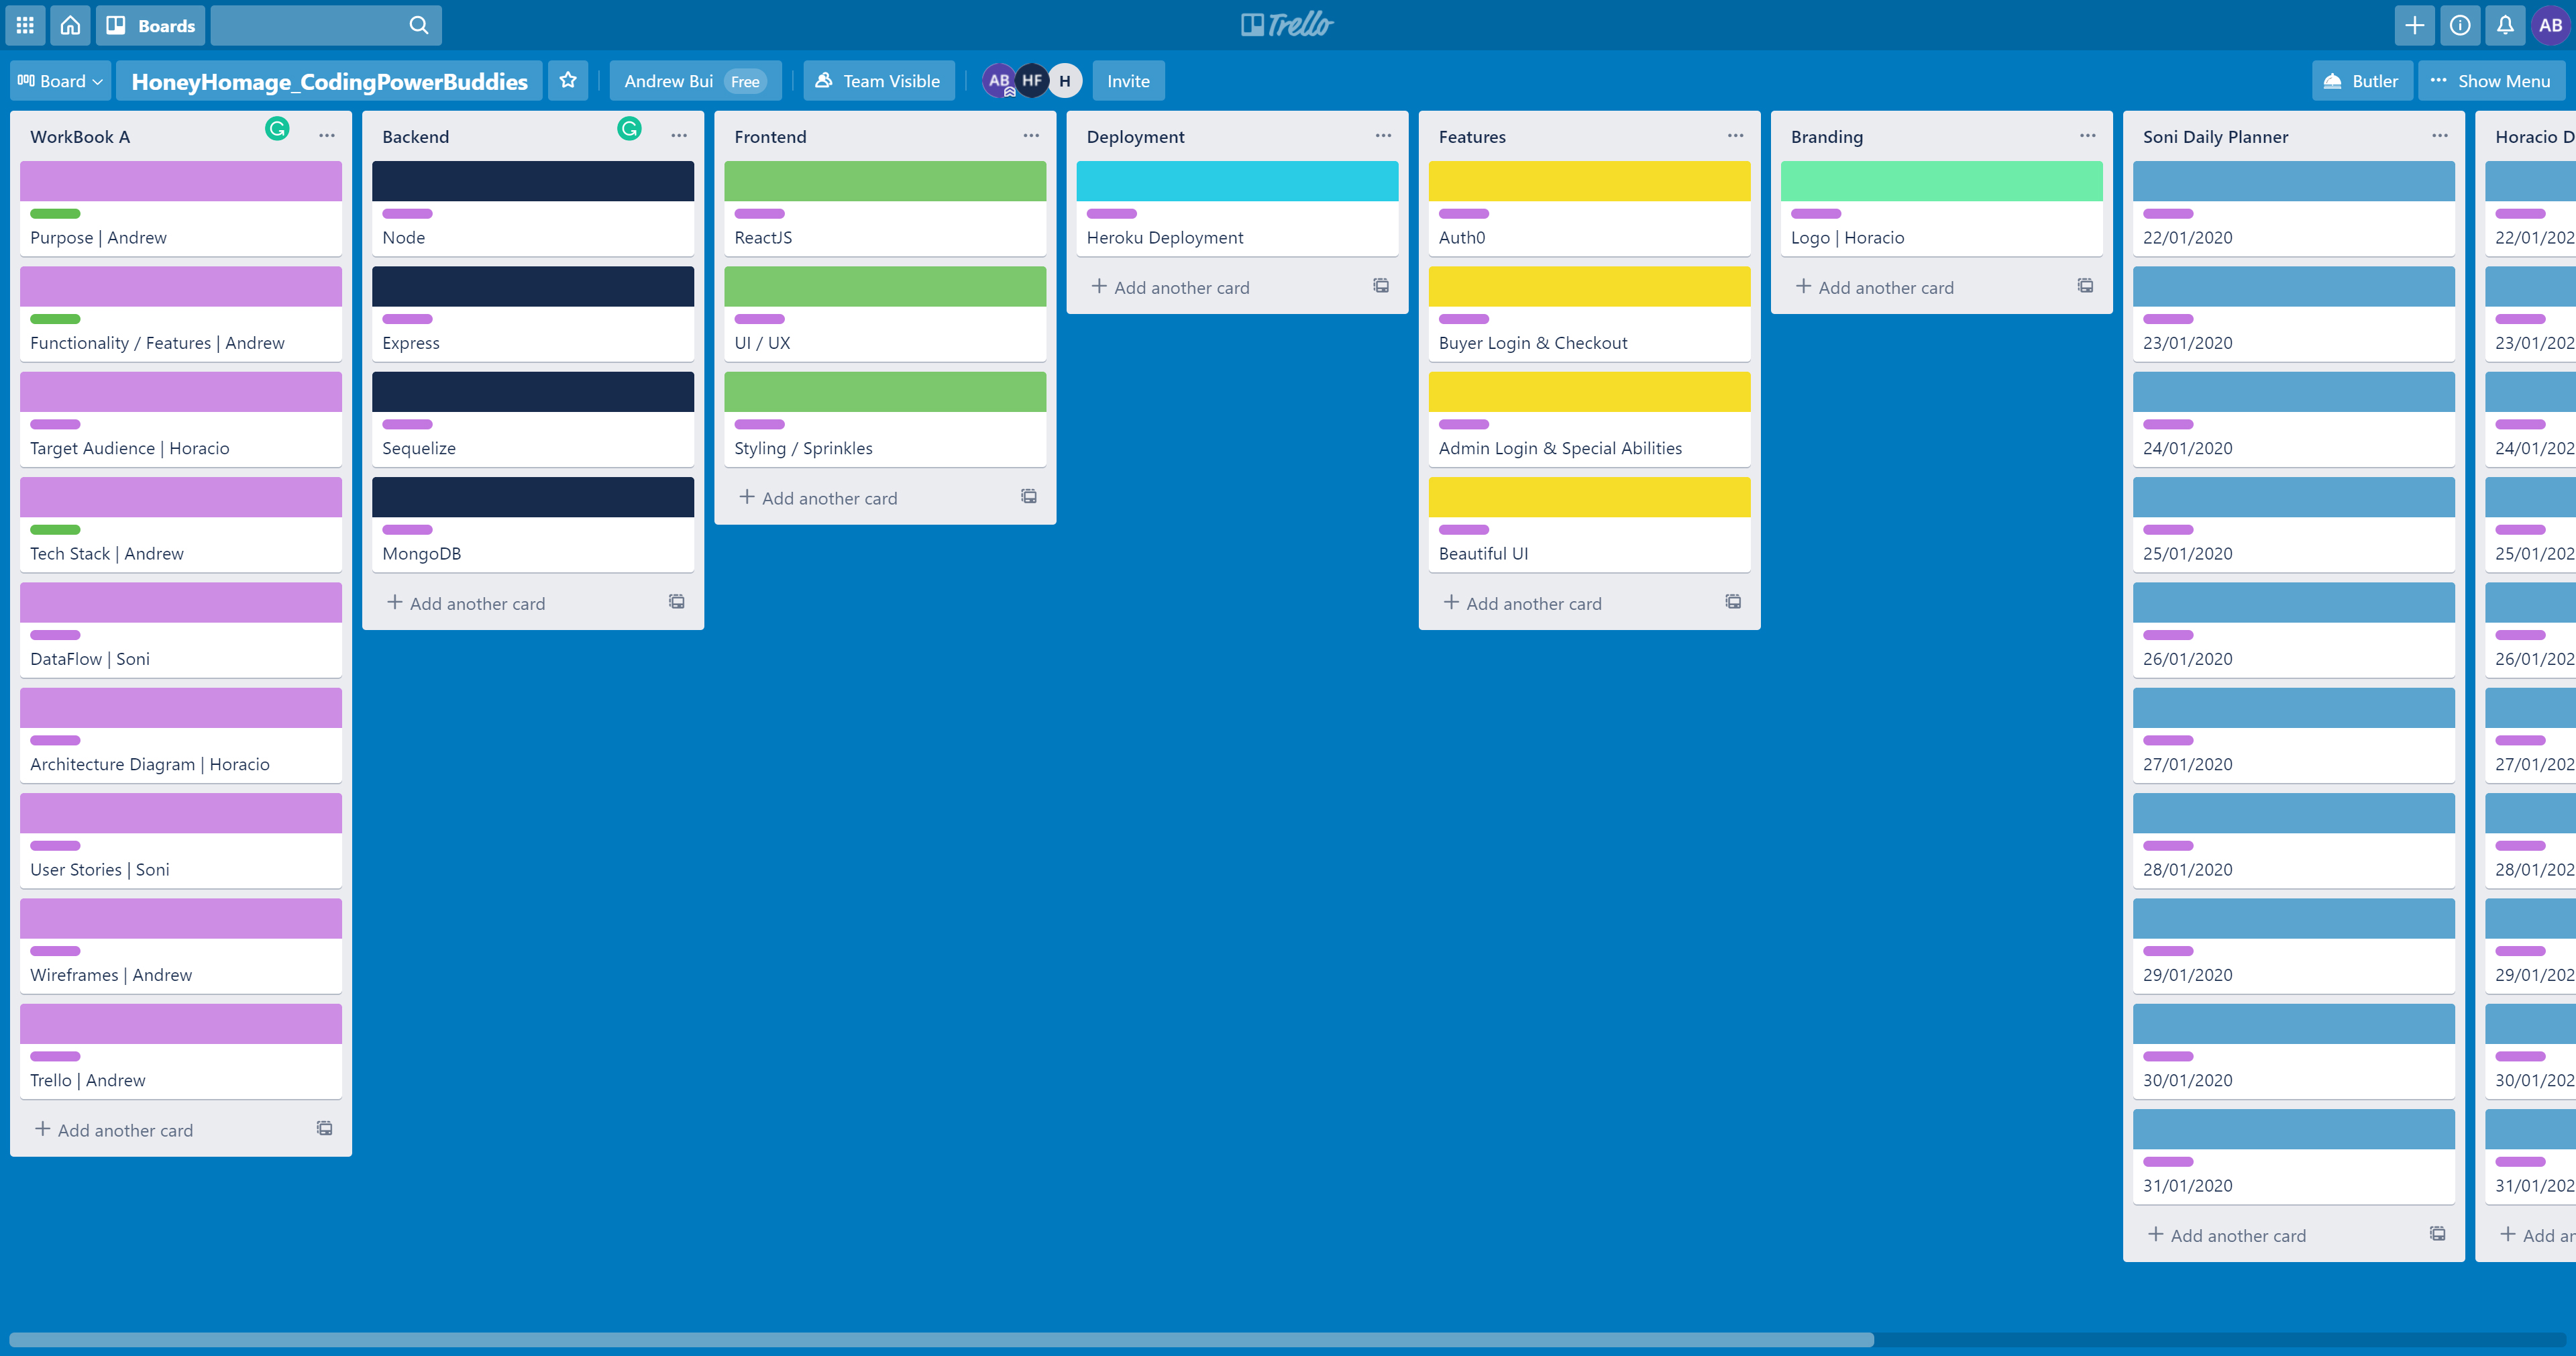 Boards
Trello
AB
Board
HoneyHomage_CodingPowerBuddies
Andrew Bui Free
Team Visible
AB HF H
Invite
Butler
Show Menu
WorkBook A
Purpose | Andrew
Functionality / Features | Andrew
Target Audience | Horacio
Tech Stack | Andrew
DataFlow | Soni
Architecture Diagram | Horacio
User Stories | Soni
Wireframes | Andrew
Trello | Andrew
Add another card
Backend
Node
Express
Sequelize
MongoDB
Add another card
Frontend
ReactJS
UI / UX
Styling / Sprinkles
Add another card
Deployment
Heroku Deployment
Add another card
Features
Auth0
Buyer Login & Checkout
Admin Login & Special Abilities
Beautiful UI
Add another card
Branding
Logo | Horacio
Add another card
Soni Daily Planner
22/01/2020
23/01/2020
24/01/2020
25/01/2020
26/01/2020
27/01/2020
28/01/2020
29/01/2020
30/01/2020
31/01/2020
Add another card
Horacio D
22/01/202
23/01/202
24/01/202
25/01/202
26/01/202
27/01/202
28/01/202
29/01/202
30/01/202
31/01/202
Add an